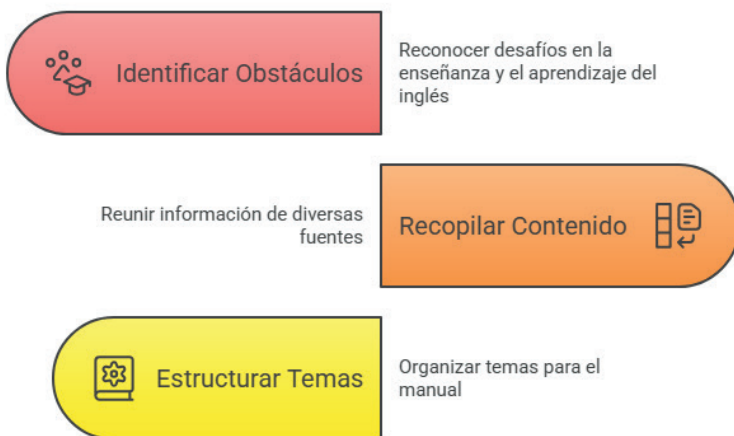 Identificar Obstáculos
Reconocer desafíos en la
enseñanza y el aprendizaje del
inglés
Reunir información de diversas
fuentes
Recopilar Contenido
Estructurar Temas
Organizar temas para el
manual